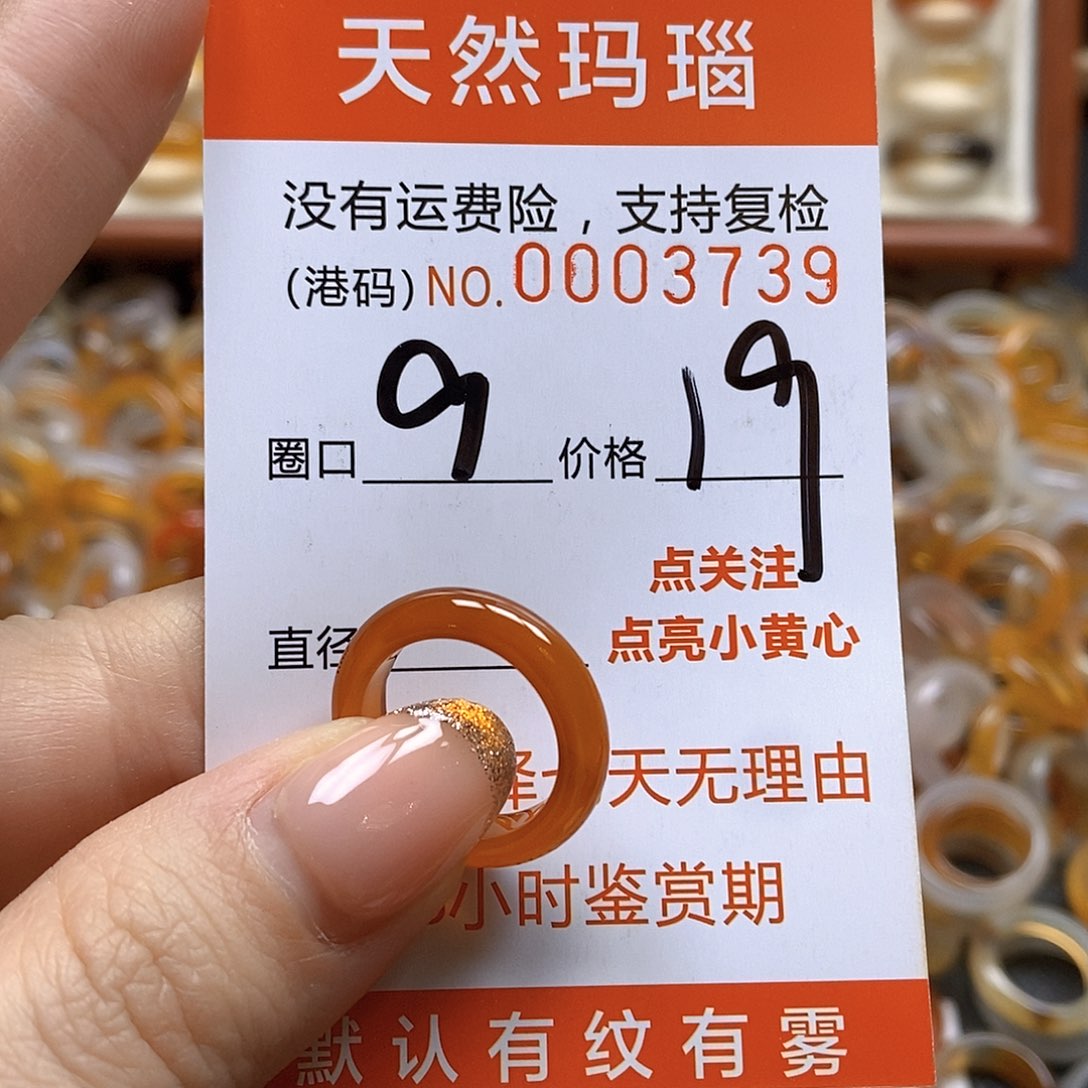 天然玛瑙
没有运费险，支持复检
(港码) NO. 0003739
圈口 9 价格 19
点关注
直径 点亮小黄心
天无理由
小时鉴赏期
默认有纹有雾